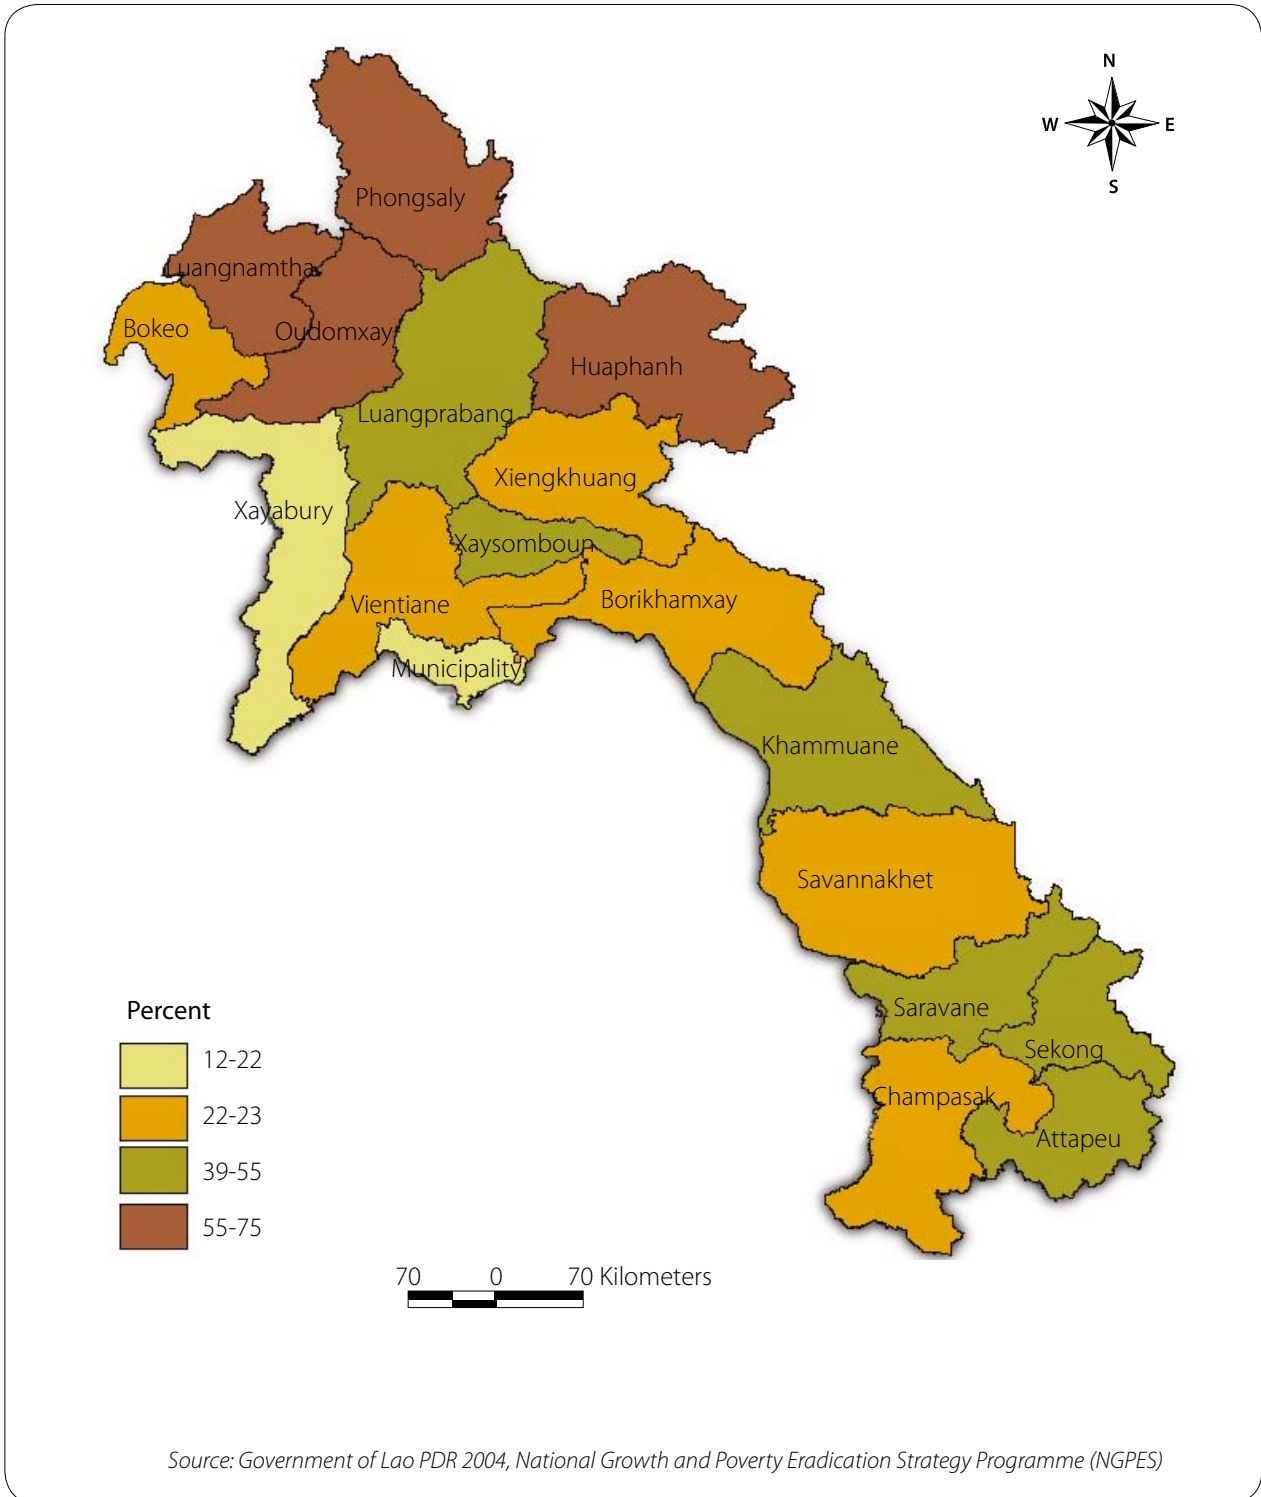 N
W E
S
Phongsaly
Luangnamtha
Bokeo
Oudomxay
Huaphanh
Luangprabang
Xiengkhuang
Xayabury
Xaysomboun
Vientiane
Borikhamxay
Municipality
Khammuane
Savannakhet
Saravane
Sekong
Champasak
Attapeu
Percent
12-22
22-23
39-55
55-75
70 0 70 Kilometers
Source: Government of Lao PDR 2004, National Growth and Poverty Eradication Strategy Programme (NGPES)